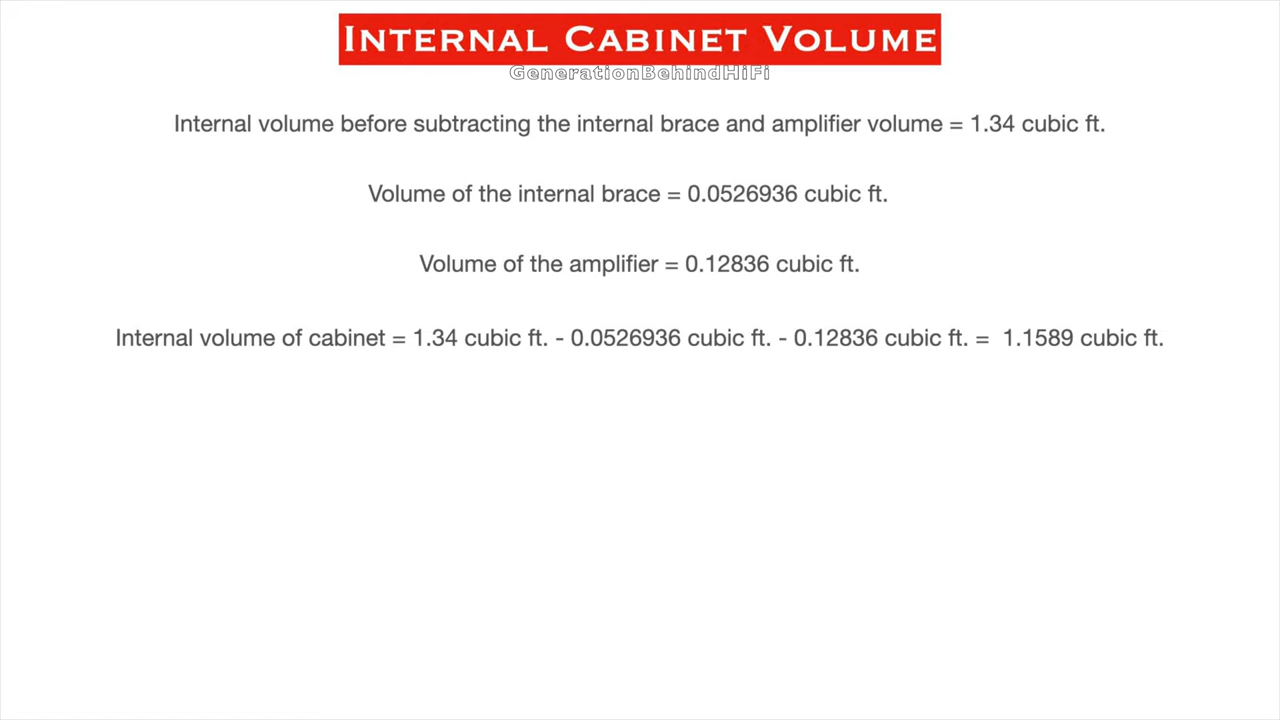 INTERNAL CABINET VOLUME
GenerationBehindHiFi
Internal volume before subtracting the internal brace and amplifier volume = 1.34 cubic ft.
Volume of the internal brace = 0.0526936 cubic ft.
Volume of the amplifier = 0.12836 cubic ft.
Internal volume of cabinet = 1.34 cubic ft. - 0.0526936 cubic ft. - 0.12836 cubic ft. = 1.1589 cubic ft.